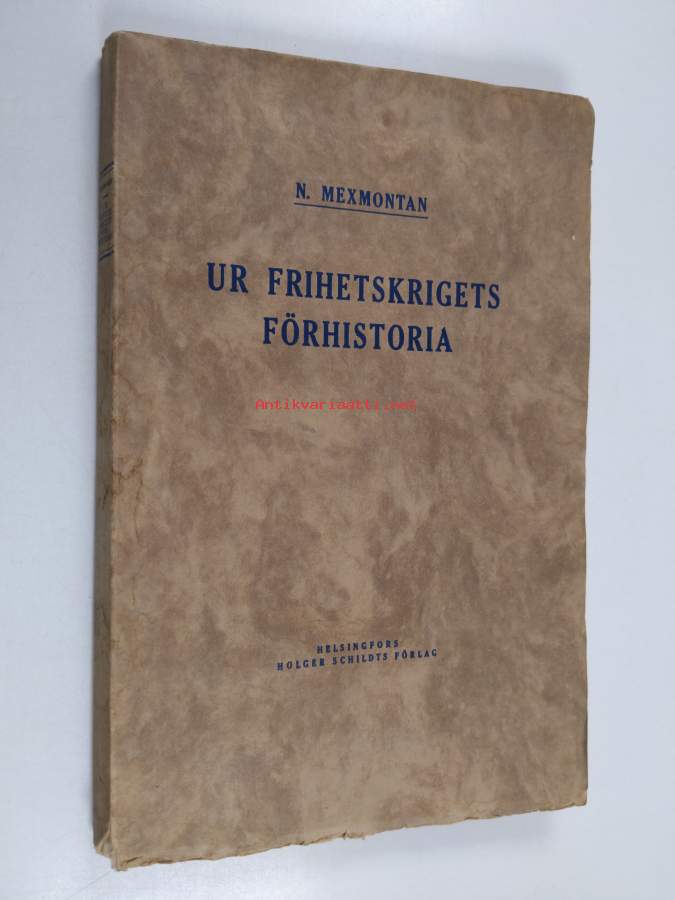 N. MEXMONTAN
UR FRIHETSKRIGETS
FÖRHISTORIA
Antikvariaatti.net
HELSINGFORS
HOLGER SCHILDTS FÖRLAG